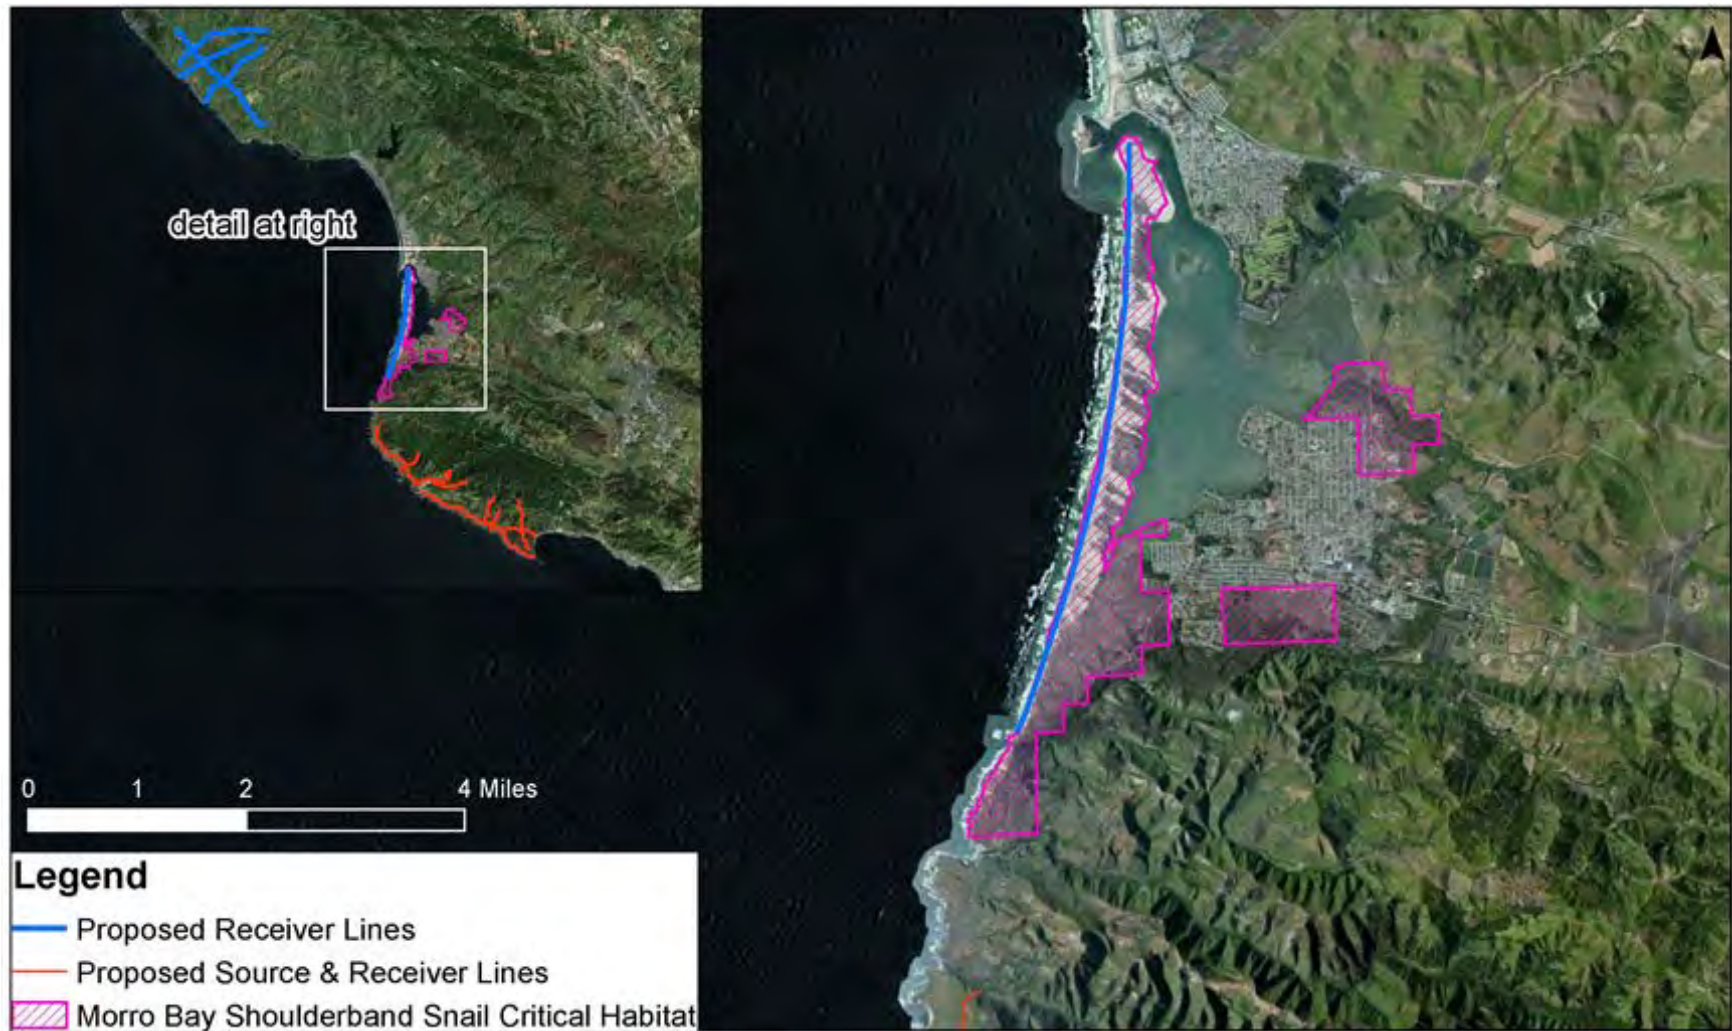 detail at right
0 1 2 4 Miles
Legend
Proposed Receiver Lines
Proposed Source & Receiver Lines
Morro Bay Shoulderband Snail Critical Habitat